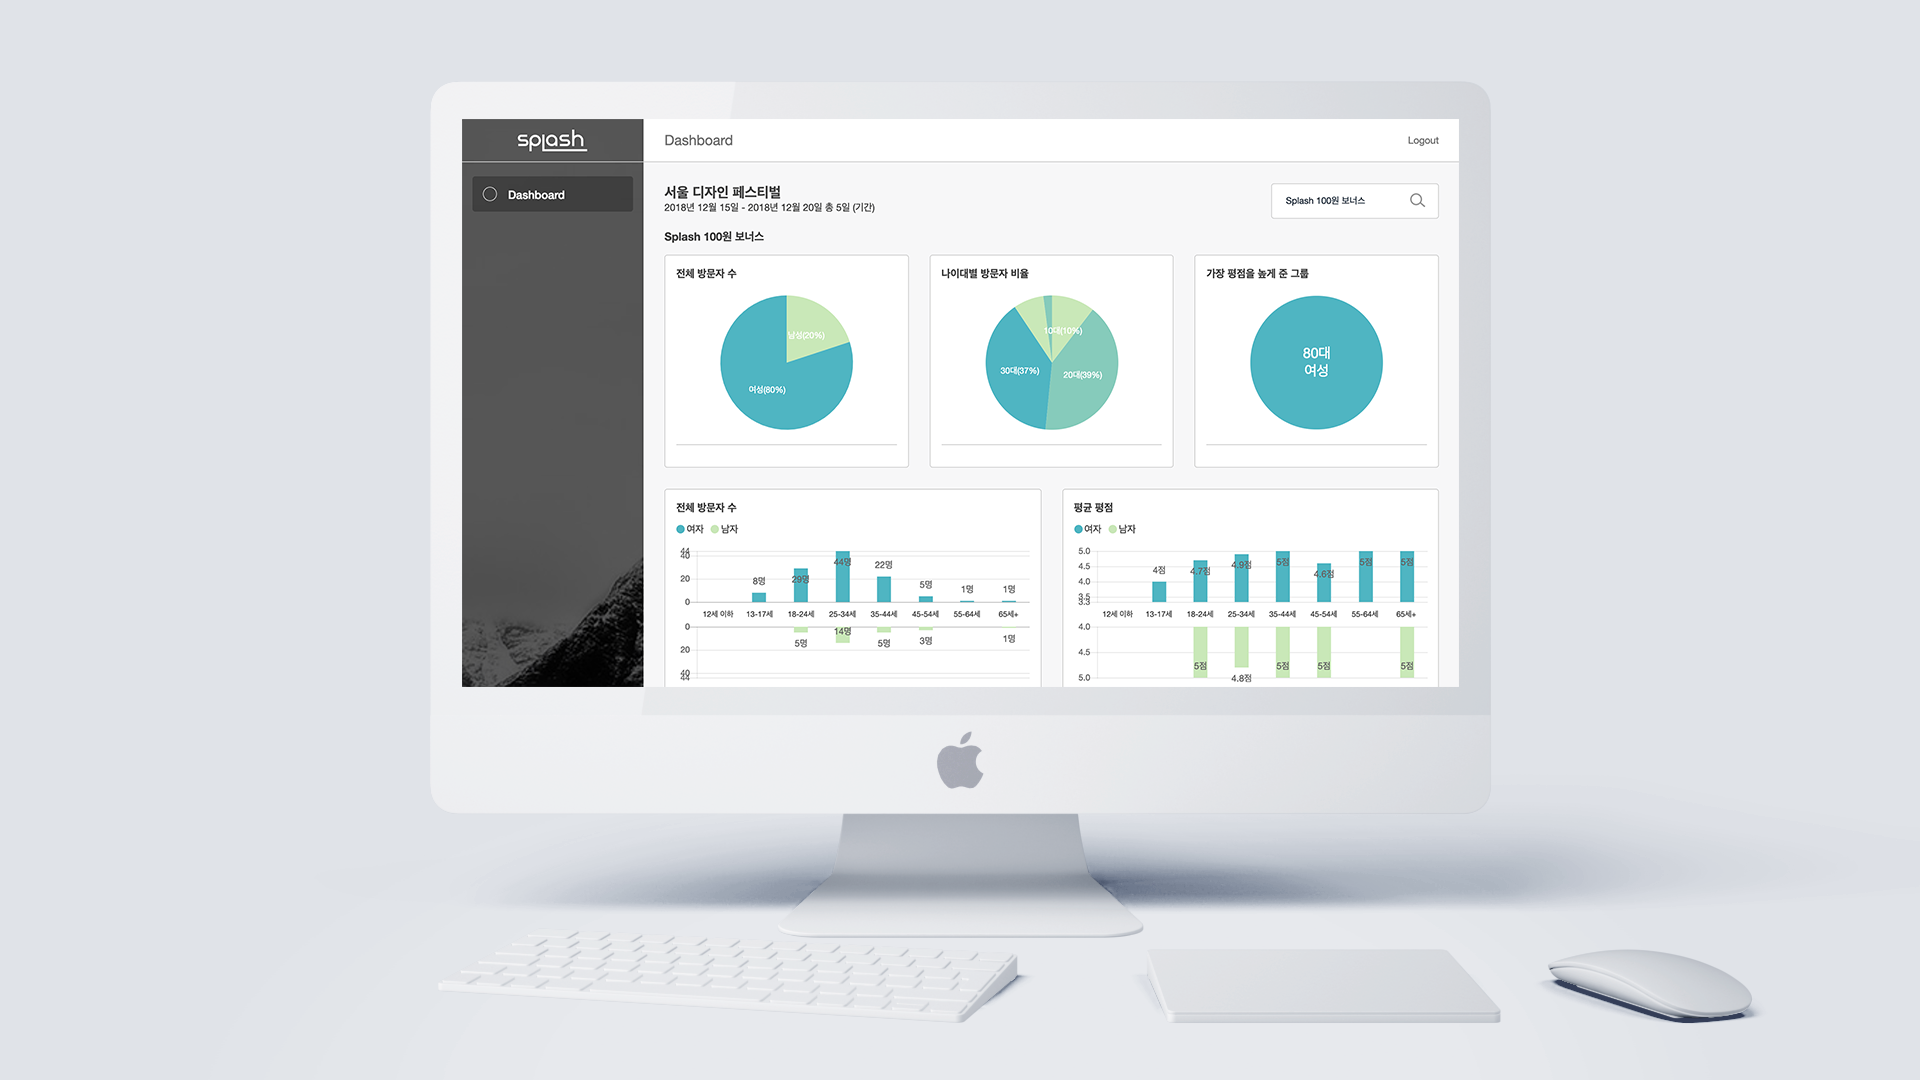 splash
Dashboard
Logout
Dashboard
서울 디자인 페스티벌
2018년 12월 15일 - 2018년 12월 20일 총 5일 (기간)
Splash 100원 보너스
Splash 100원 보너스
전체 방문자 수
남성(20%)
여성(80%)
나이대별 방문자 비율
10대(10%)
30대(37%)
20대(39%)
가장 평점을 높게 준 그룹
80대
여성
전체 방문자 수
여자 남자
44
40
20
0
8명 29명 44명 22명 5명 1명 1명
12세 이하 13-17세 18-24세 25-34세 35-44세 45-54세 55-64세 65세+
0
20
40
44
5명 14명 5명 3명 1명
평균 평점
여자 남자
5.0
4.5
4.0
3.5
3.3
4점 4.7점 4.9점 5점 4.6점 5점 5점
12세 이하 13-17세 18-24세 25-34세 35-44세 45-54세 55-64세 65세+
4.0
4.5
5.0
5점 4.8점 5점 5점 5점